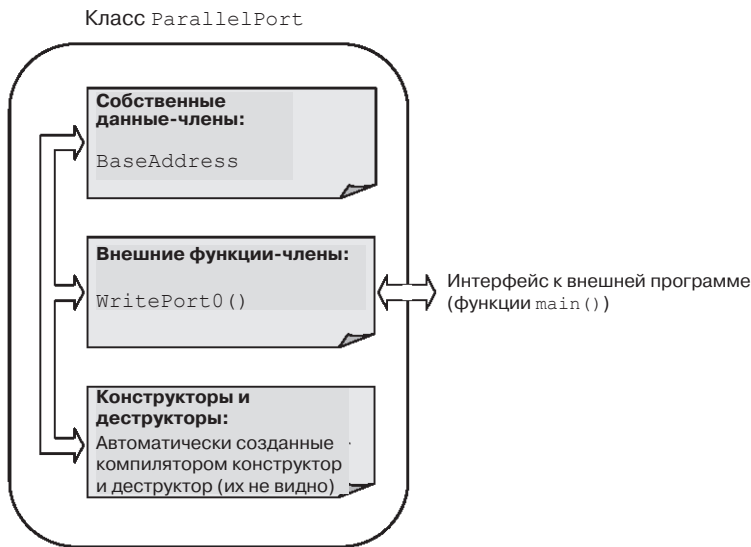 Класс ParallelPort
Собственные
данные-члены:
BaseAddress
Внешние функции-члены:
WritePort0()
Интерфейс к внешней программе
(функции main())
Конструкторы и
деструкторы:
Автоматически созданные
компилятором конструктор
и деструктор (их не видно)